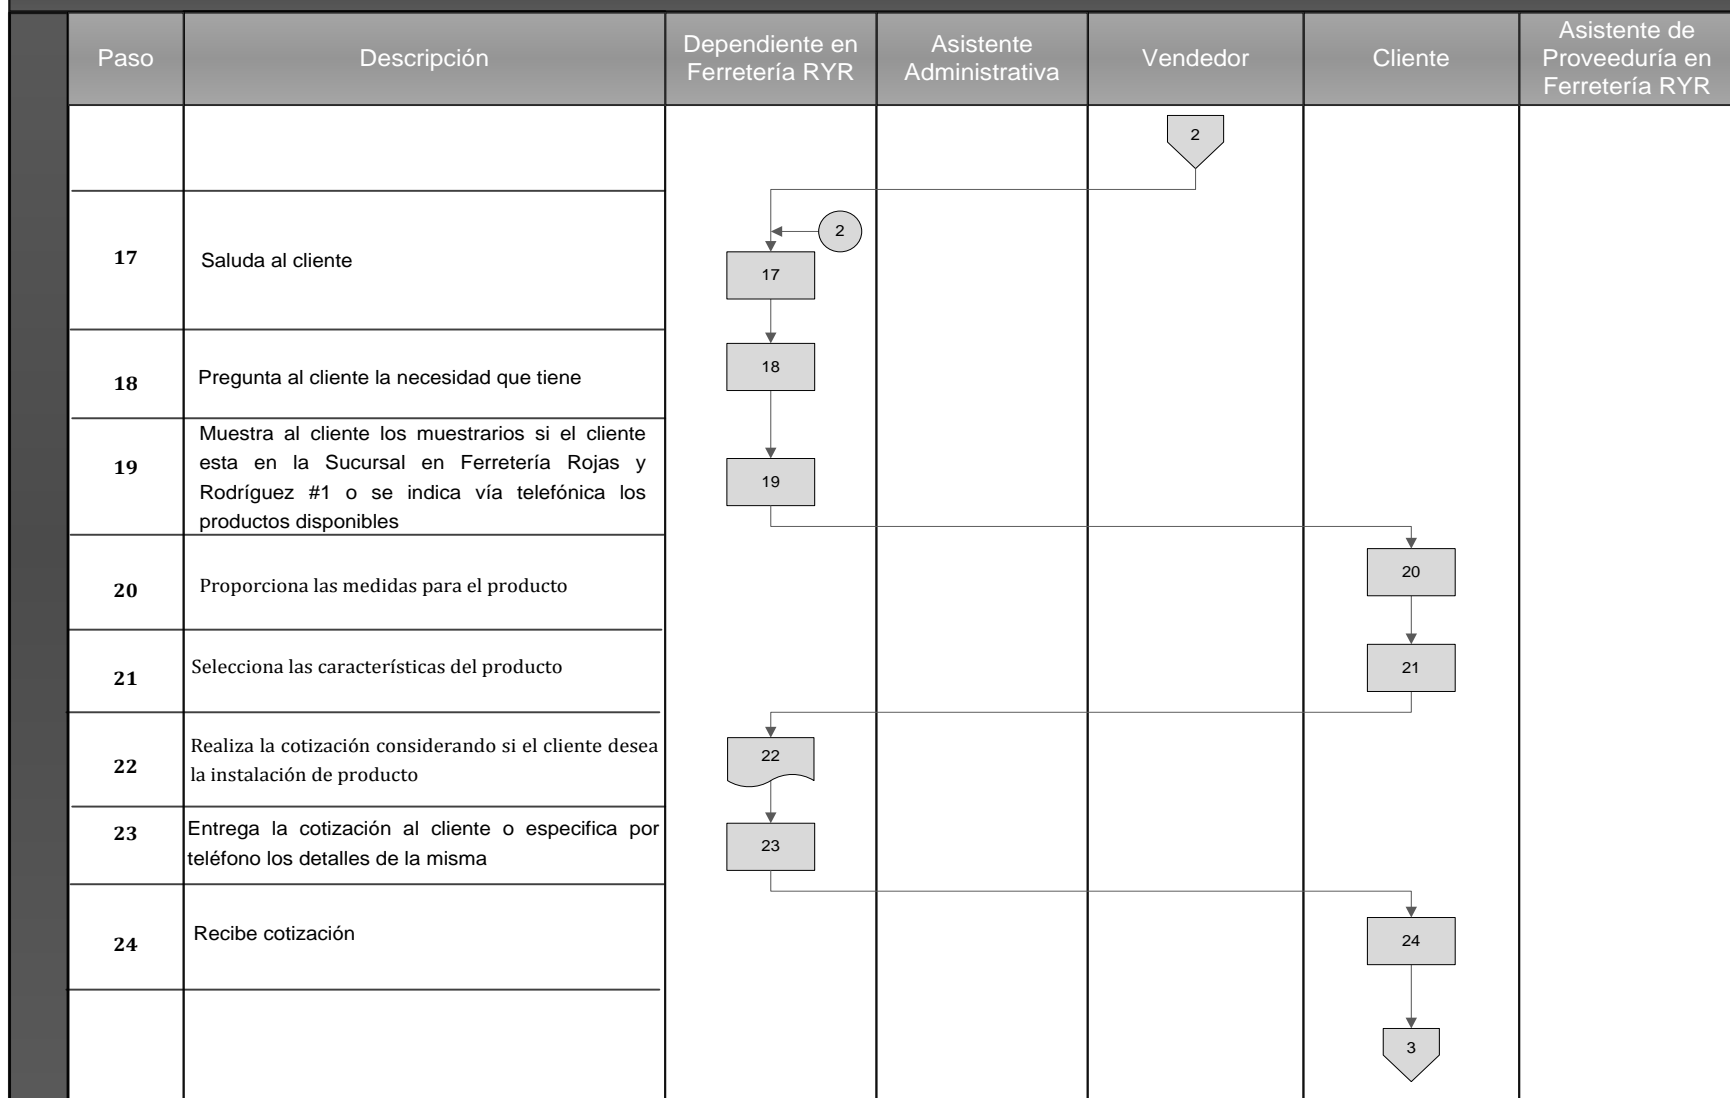 Paso
Descripción
Dependiente en
Ferretería RYR
Asistente
Administrativa
Vendedor
Cliente
Asistente de
Proveeduría en
Ferretería RYR
2
17
Saluda al cliente
2
17
18
Pregunta al cliente la necesidad que tiene
18
19
Muestra al cliente los muestrarios si el cliente
esta en la Sucursal en Ferretería Rojas y
Rodríguez #1 o se indica vía telefónica los
productos disponibles
19
20
Proporciona las medidas para el producto
20
21
Selecciona las características del producto
21
22
Realiza la cotización considerando si el cliente desea
la instalación de producto
22
23
Entrega la cotización al cliente o especifica por
teléfono los detalles de la misma
23
24
Recibe cotización
24
3